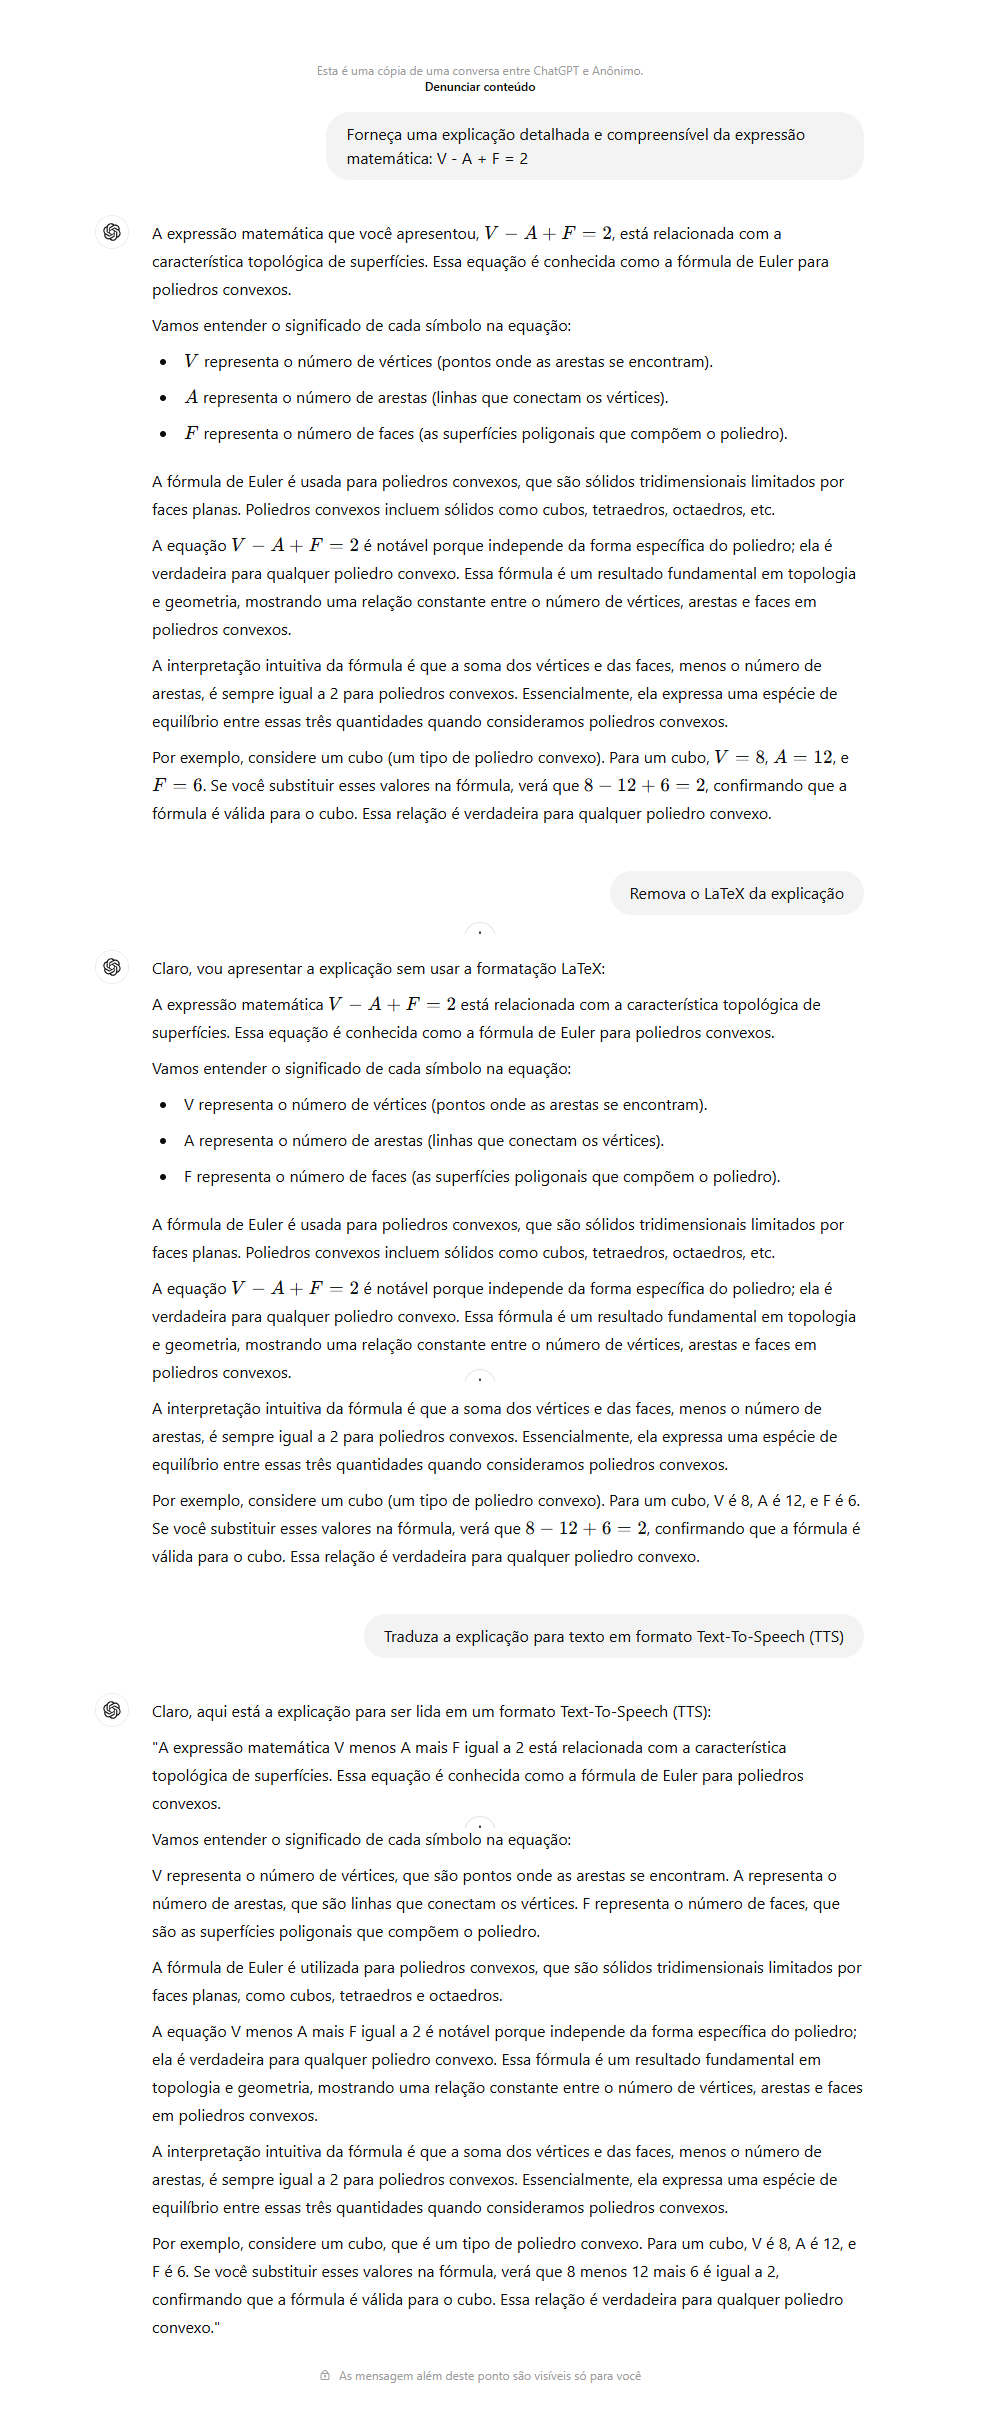 Esta é uma cópia de uma conversa entre ChatGPT e Anônimo.
Denunciar conteúdo
Forneça uma explicação detalhada e compreensível da expressão
matemática: V - A + F = 2
A expressão matemática que você apresentou, V − A + F = 2, está relacionada com a
característica topológica de superfícies. Essa equação é conhecida como a fórmula de Euler para
poliedros convexos.
Vamos entender o significado de cada símbolo na equação:
• V representa o número de vértices (pontos onde as arestas se encontram).
• A representa o número de arestas (linhas que conectam os vértices).
• F representa o número de faces (as superfícies poligonais que compõem o poliedro).
A fórmula de Euler é usada para poliedros convexos, que são sólidos tridimensionais limitados por
faces planas. Poliedros convexos incluem sólidos como cubos, tetraedros, octaedros, etc.
A equação V − A + F = 2 é notável porque independe da forma específica do poliedro; ela é
verdadeira para qualquer poliedro convexo. Essa fórmula é um resultado fundamental em topologia
e geometria, mostrando uma relação constante entre o número de vértices, arestas e faces em
poliedros convexos.
A interpretação intuitiva da fórmula é que a soma dos vértices e das faces, menos o número de
arestas, é sempre igual a 2 para poliedros convexos. Essencialmente, ela expressa uma espécie de
equilíbrio entre essas três quantidades quando consideramos poliedros convexos.
Por exemplo, considere um cubo (um tipo de poliedro convexo). Para um cubo, V = 8, A = 12, e
F = 6. Se você substituir esses valores na fórmula, verá que 8 − 12 + 6 = 2, confirmando que a
fórmula é válida para o cubo. Essa relação é verdadeira para qualquer poliedro convexo.
Remova o LaTeX da explicação
Claro, vou apresentar a explicação sem usar a formatação LaTeX:
A expressão matemática V − A + F = 2 está relacionada com a característica topológica de
superfícies. Essa equação é conhecida como a fórmula de Euler para poliedros convexos.
Vamos entender o significado de cada símbolo na equação:
• V representa o número de vértices (pontos onde as arestas se encontram).
• A representa o número de arestas (linhas que conectam os vértices).
• F representa o número de faces (as superfícies poligonais que compõem o poliedro).
A fórmula de Euler é usada para poliedros convexos, que são sólidos tridimensionais limitados por
faces planas. Poliedros convexos incluem sólidos como cubos, tetraedros, octaedros, etc.
A equação V − A + F = 2 é notável porque independe da forma específica do poliedro; ela é
verdadeira para qualquer poliedro convexo. Essa fórmula é um resultado fundamental em topologia
e geometria, mostrando uma relação constante entre o número de vértices, arestas e faces em
poliedros convexos.
A interpretação intuitiva da fórmula é que a soma dos vértices e das faces, menos o número de
arestas, é sempre igual a 2 para poliedros convexos. Essencialmente, ela expressa uma espécie de
equilíbrio entre essas três quantidades quando consideramos poliedros convexos.
Por exemplo, considere um cubo (um tipo de poliedro convexo). Para um cubo, V é 8, A é 12, e F é 6.
Se você substituir esses valores na fórmula, verá que 8 − 12 + 6 = 2, confirmando que a fórmula é
válida para o cubo. Essa relação é verdadeira para qualquer poliedro convexo.
Traduza a explicação para texto em formato Text-To-Speech (TTS)
Claro, aqui está a explicação para ser lida em um formato Text-To-Speech (TTS):
"A expressão matemática V menos A mais F igual a 2 está relacionada com a característica
topológica de superfícies. Essa equação é conhecida como a fórmula de Euler para poliedros
convexos.
Vamos entender o significado de cada símbolo na equação:
V representa o número de vértices, que são pontos onde as arestas se encontram. A representa o
número de arestas, que são linhas que conectam os vértices. F representa o número de faces, que
são as superfícies poligonais que compõem o poliedro.
A fórmula de Euler é utilizada para poliedros convexos, que são sólidos tridimensionais limitados por
faces planas, como cubos, tetraedros e octaedros.
A equação V menos A mais F igual a 2 é notável porque independe da forma específica do poliedro;
ela é verdadeira para qualquer poliedro convexo. Essa fórmula é um resultado fundamental em
topologia e geometria, mostrando uma relação constante entre o número de vértices, arestas e faces
em poliedros convexos.
A interpretação intuitiva da fórmula é que a soma dos vértices e das faces, menos o número de
arestas, é sempre igual a 2 para poliedros convexos. Essencialmente, ela expressa uma espécie de
equilíbrio entre essas três quantidades quando consideramos poliedros convexos.
Por exemplo, considere um cubo, que é um tipo de poliedro convexo. Para um cubo, V é 8, A é 12, e
F é 6. Se você substituir esses valores na fórmula, verá que 8 menos 12 mais 6 é igual a 2,
confirmando que a fórmula é válida para o cubo. Essa relação é verdadeira para qualquer poliedro
convexo."
As mensagem além deste ponto são visíveis só para você